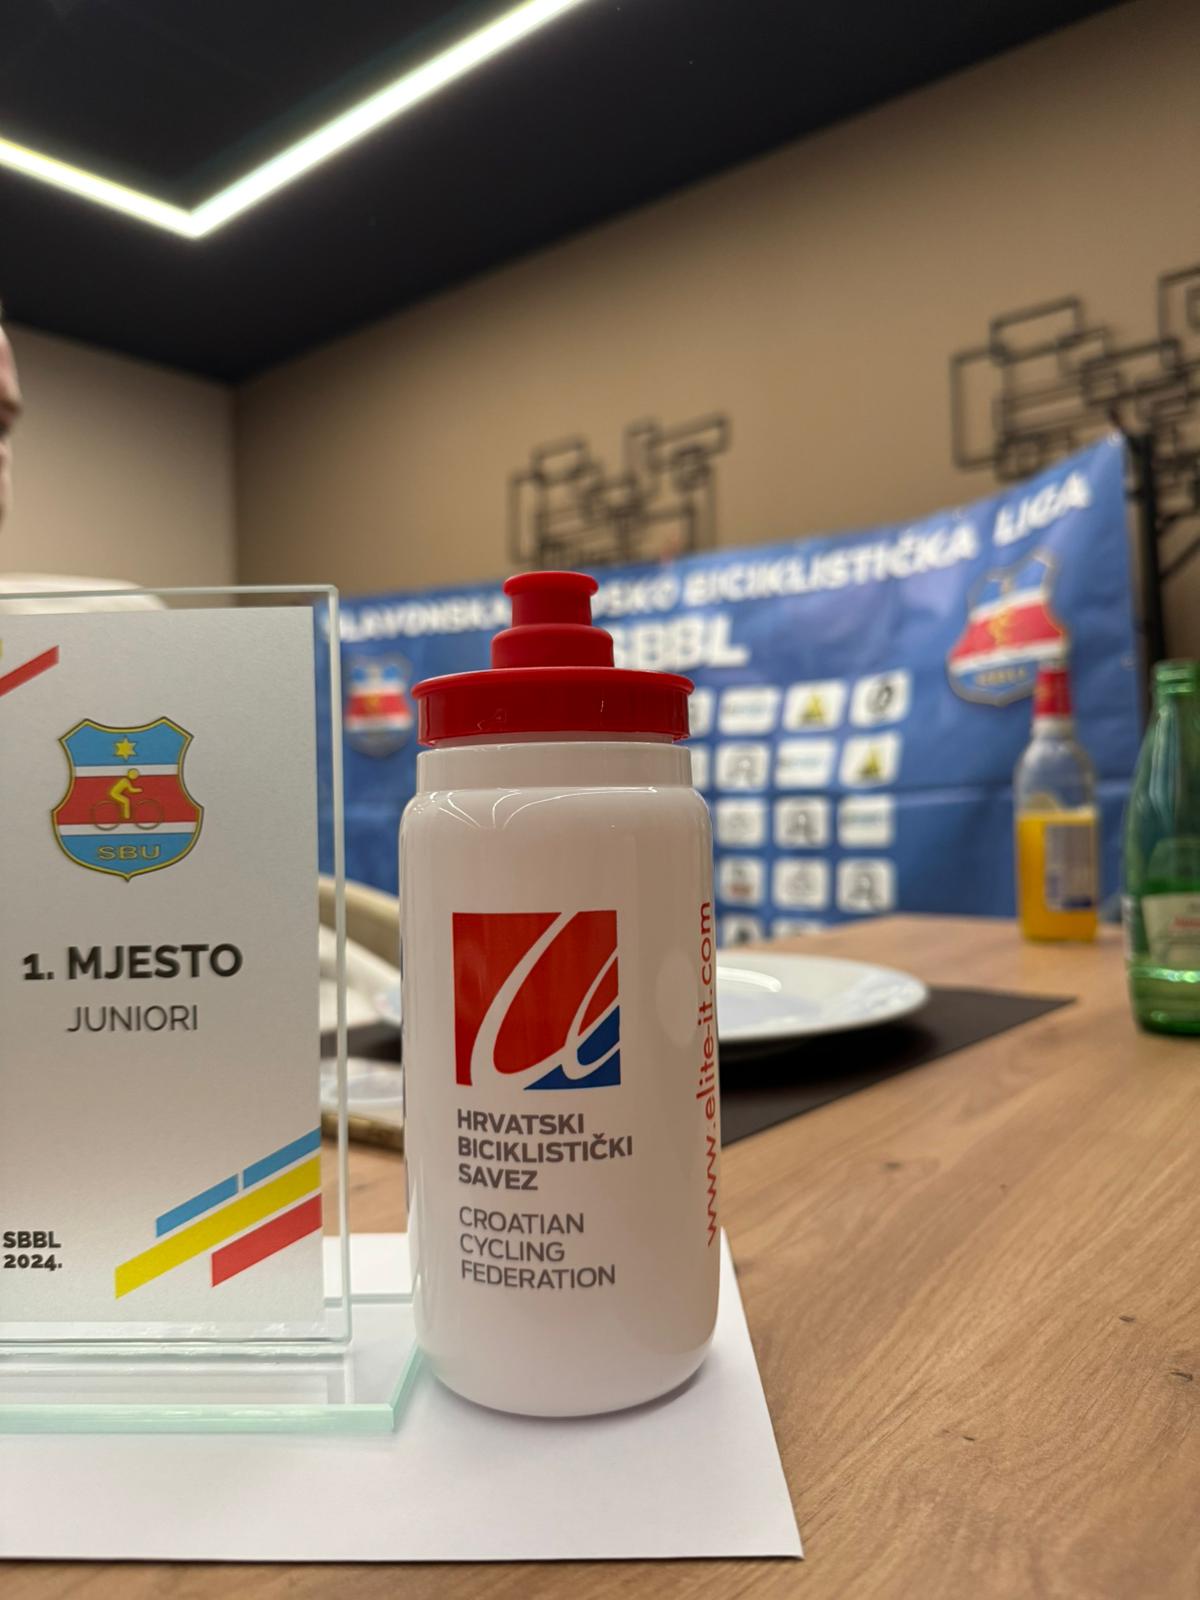 SLAVONSKA
BICIKLISTIČKA LIGA
SBBL
SBU
1. MJESTO
JUNIORI
SBBL
2024.
HRVATSKI
BICIKLISTIČKI
SAVEZ
CROATIAN
CYCLING
FEDERATION
www.elite-it.com